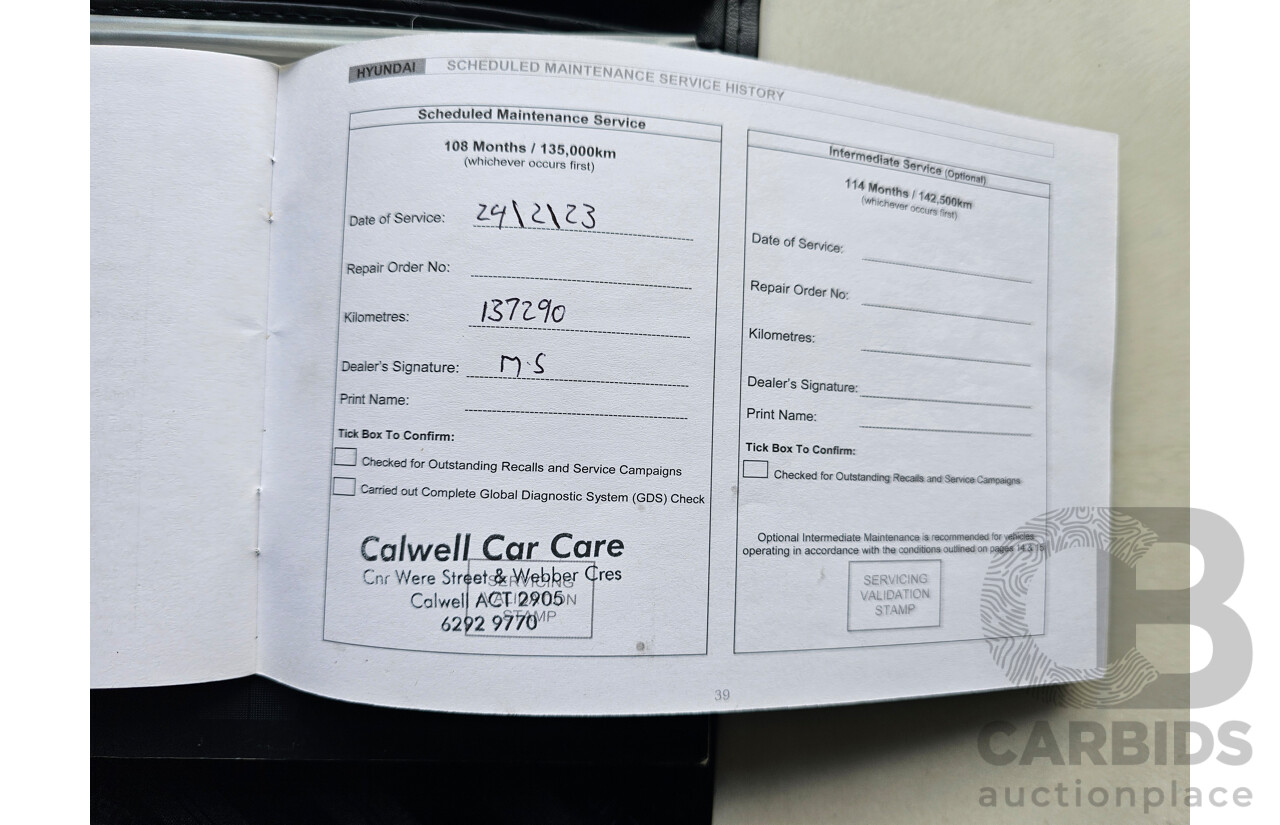 HYUNDAI SCHEDULED MAINTENANCE SERVICE HISTORY
Scheduled Maintenance Service
108 Months / 135,000km
(whichever occurs first)
Date of Service: 24\2\23
Repair Order No:
Kilometres: 137290
Dealer's Signature: M.S
Print Name:
Tick Box To Confirm:
Checked for Outstanding Recalls and Service Campaigns
Carried out Complete Global Diagnostic System (GDS) Check
Calwell Car Care
Cnr Were Street & Webber Cres
Calwell ACT 2905
6292 9770
SERVICING
VALIDATION
STAMP
Intermediate Service (Optional)
114 Months / 142,500km
(whichever occurs first)
Date of Service:
Repair Order No:
Kilometres:
Dealer's Signature:
Print Name:
Tick Box To Confirm:
Checked for Outstanding Recalls and Service Campaigns
Optional Intermediate Maintenance is recommended for vehicles
operating in accordance with the conditions outlined on pages 14 & 15
SERVICING
VALIDATION
STAMP
39
CARBIDS
auctionplace